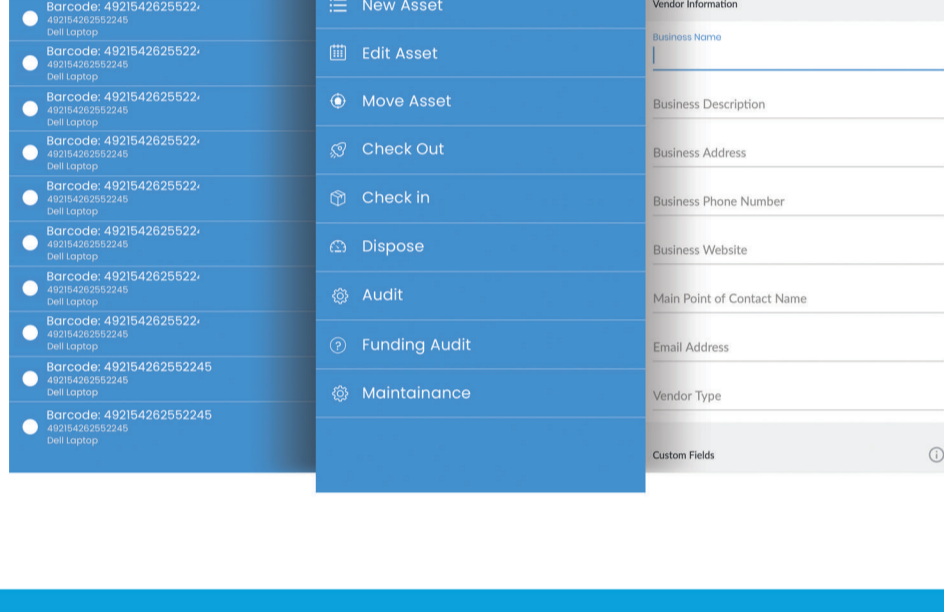 Barcode: 4921542625522
492154262552245
Dell Laptop
Barcode: 4921542625522
492154262552245
Dell Laptop
Barcode: 4921542625522
492154262552245
Dell Laptop
Barcode: 4921542625522
492154262552245
Dell Laptop
Barcode: 4921542625522
492154262552245
Dell Laptop
Barcode: 4921542625522
492154262552245
Dell Laptop
Barcode: 4921542625522
492154262552245
Dell Laptop
Barcode: 4921542625522
492154262552245
Dell Laptop
Barcode: 492154262552245
492154262552245
Dell Laptop
Barcode: 492154262552245
492154262552245
Dell Laptop
New Asset
Edit Asset
Move Asset
Check Out
Check in
Dispose
Audit
Funding Audit
Maintainance
Vendor Information
Business Name
Business Description
Business Address
Business Phone Number
Business Website
Main Point of Contact Name
Email Address
Vendor Type
Custom Fields